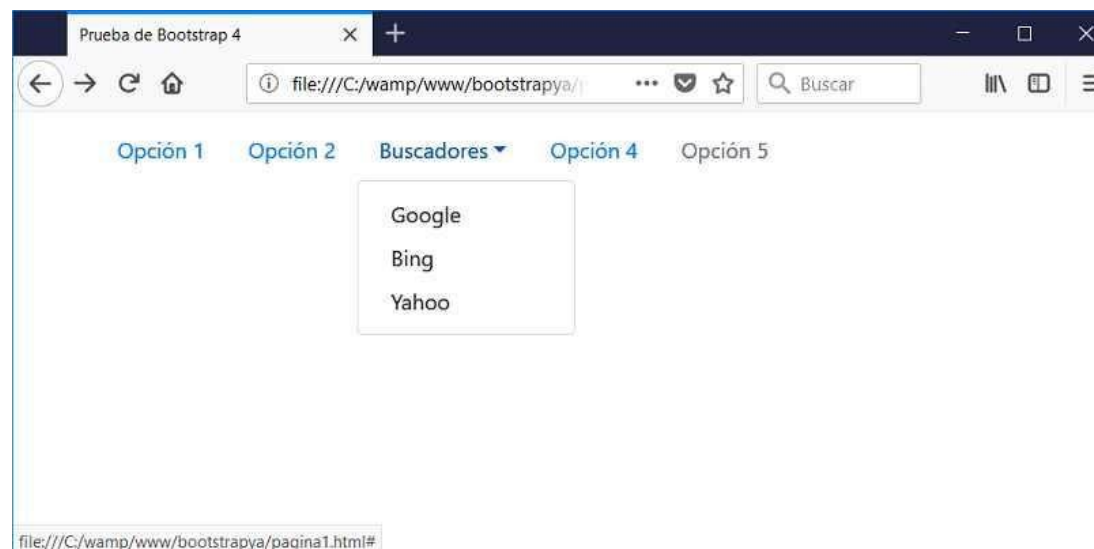 Prueba de Bootstrap 4
file:///C:/wamp/www/bootstrapya/
Buscar
Opción 1 Opción 2 Buscadores Opción 4 Opción 5
Google
Bing
Yahoo
file:///C:/wamp/www/bootstrapya/pagina1.html#